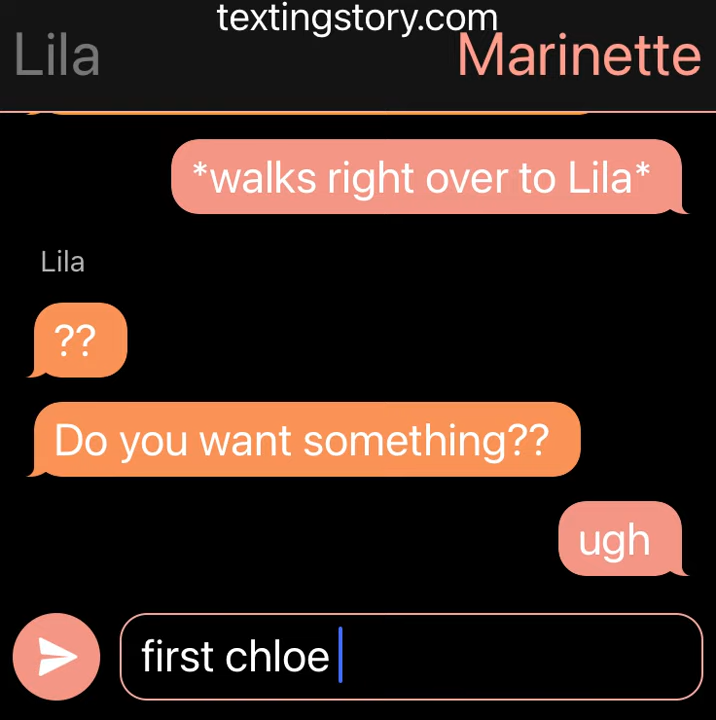 textingstory.com
Lila Marinette
*walks right over to Lila*
Lila
??
Do you want something??
ugh
first chloe